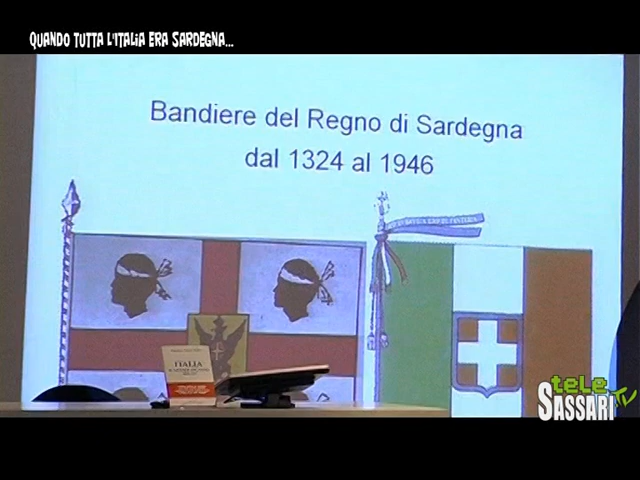 QUANDO TUTTA L'ITALIA ERA SARDEGNA...
Bandiere del Regno di Sardegna
dal 1324 al 1946
ITALIA
tele
SASSARI TV